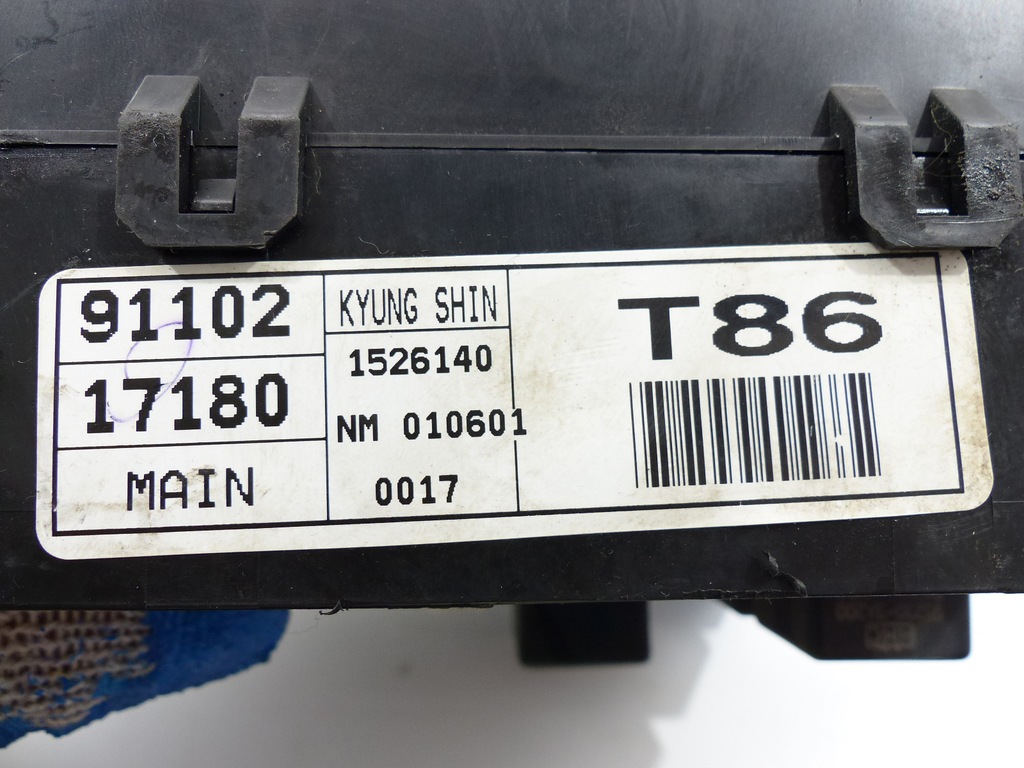 91102
17180
MAIN
KYUNG SHIN
1526140
NM 010601
0017
T86